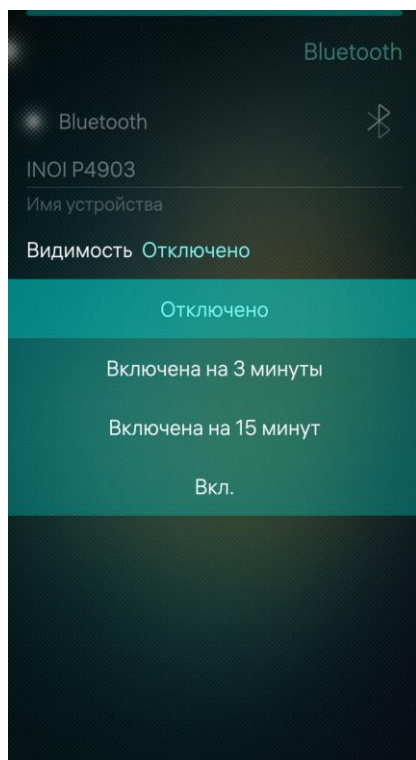 Bluetooth
Bluetooth
INOI P4903
Имя устройства
Видимость Отключено
Отключено
Включена на 3 минуты
Включена на 15 минут
Вкл.